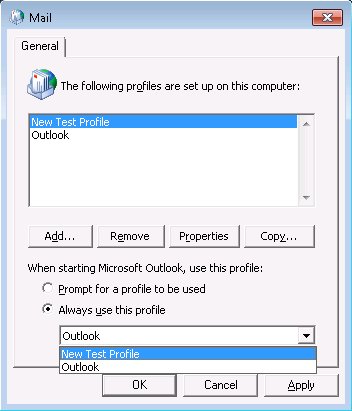 Mail
General
The following profiles are set up on this computer:
New Test Profile
Outlook
Add... Remove Properties Copy...
When starting Microsoft Outlook, use this profile:
Prompt for a profile to be used
Always use this profile
Outlook
New Test Profile
Outlook
OK Cancel Apply